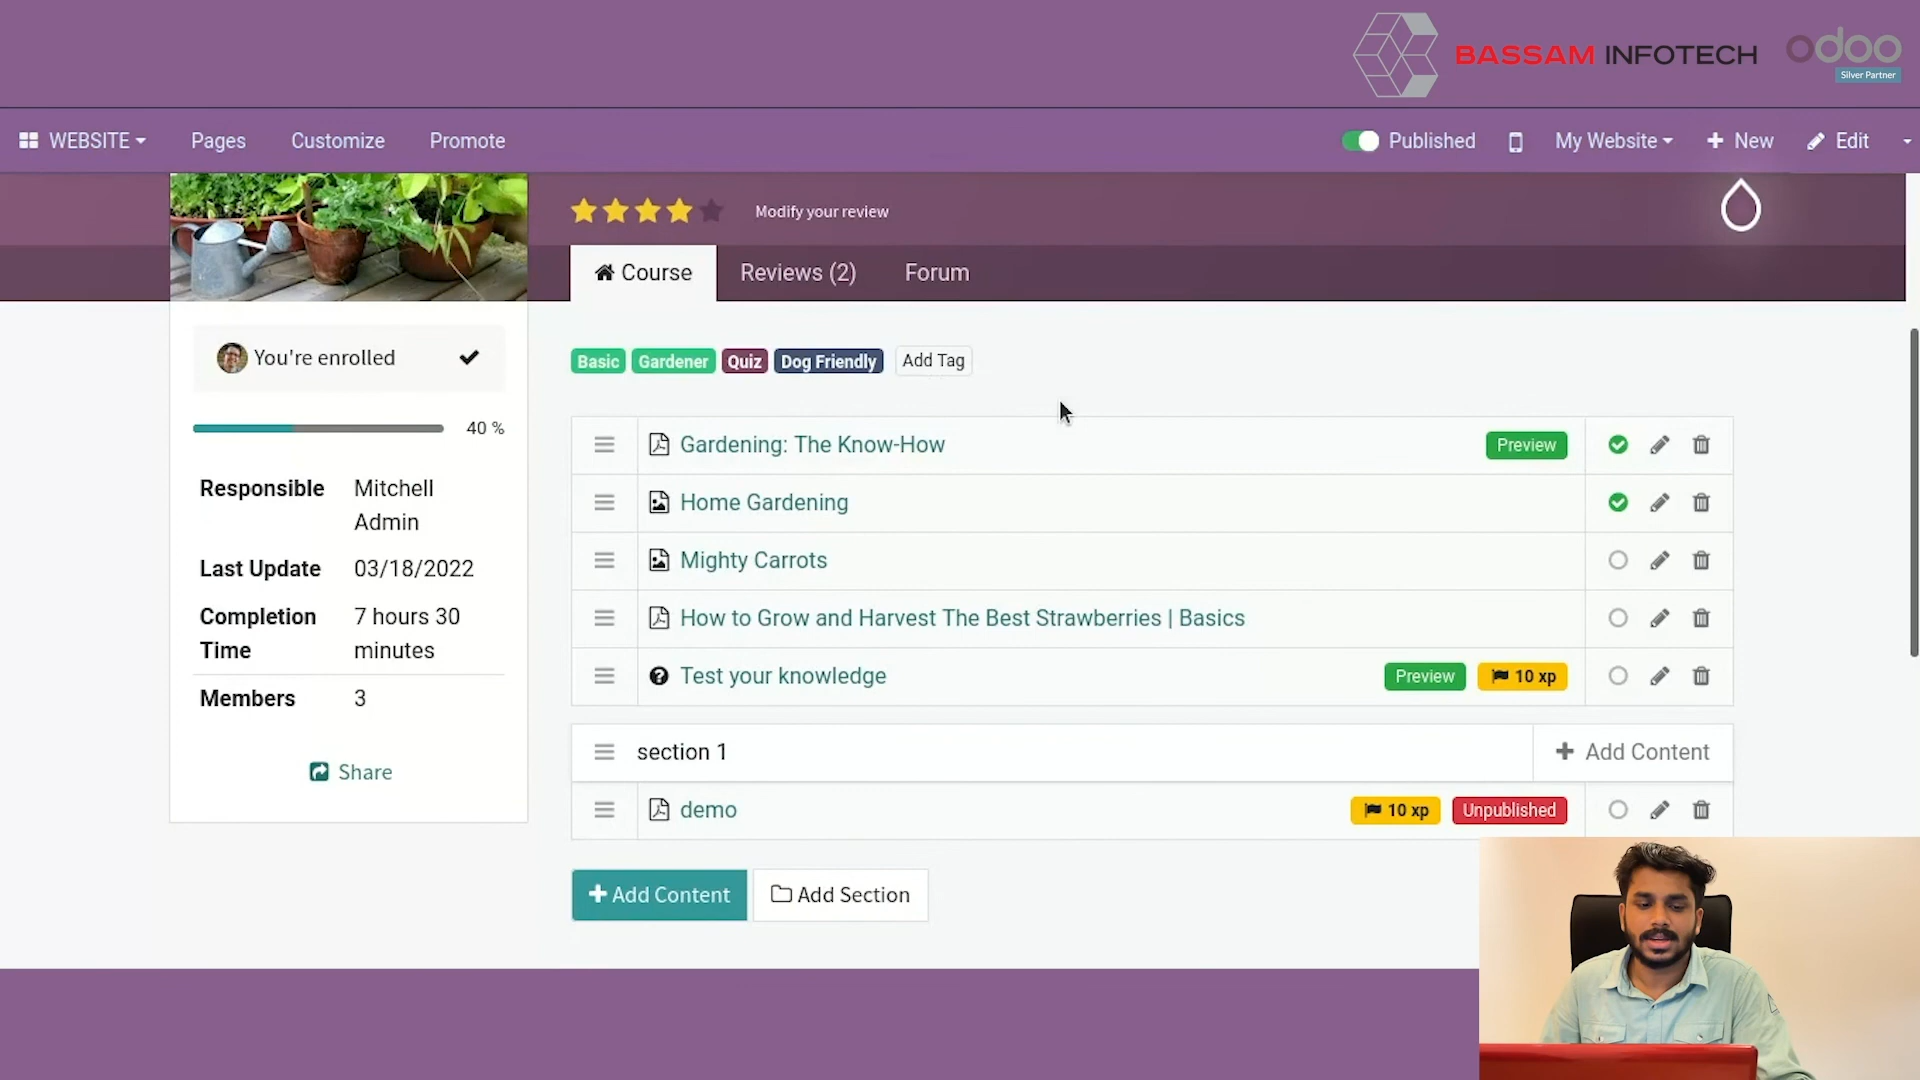 BASSAM INFOTECH
odoo
Silver Partner
WEBSITE
Pages
Customize
Promote
Published
My Website
New
Edit
Modify your review
Course
Reviews (2)
Forum
You're enrolled
40 %
Responsible
Mitchell
Admin
Last Update
03/18/2022
Completion
Time
7 hours 30
minutes
Members
3
Share
Basic
Gardener
Quiz
Dog Friendly
Add Tag
Gardening: The Know-How
Preview
Home Gardening
Mighty Carrots
How to Grow and Harvest The Best Strawberries | Basics
Test your knowledge
Preview
10 xp
section 1
Add Content
demo
10 xp
Unpublished
Add Content
Add Section